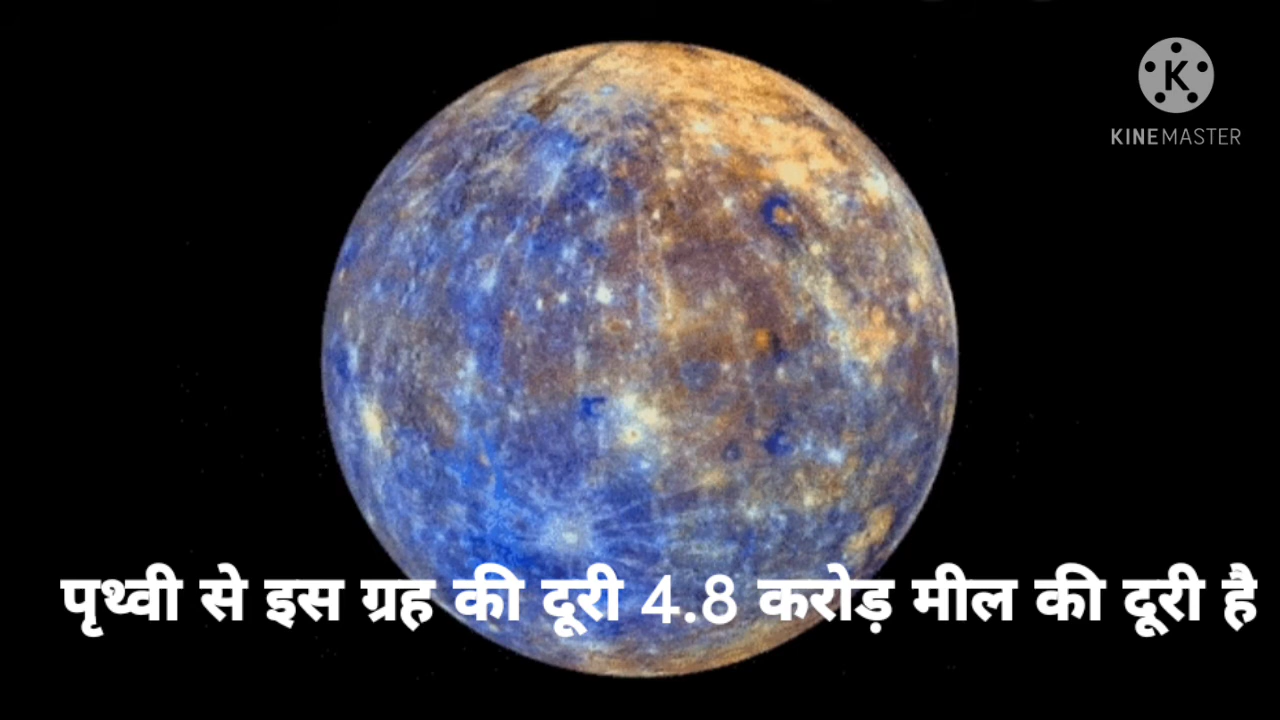 K
KINEMASTER
पृथ्वी से इस ग्रह की दूरी 4.8 करोड़ मील की दूरी है